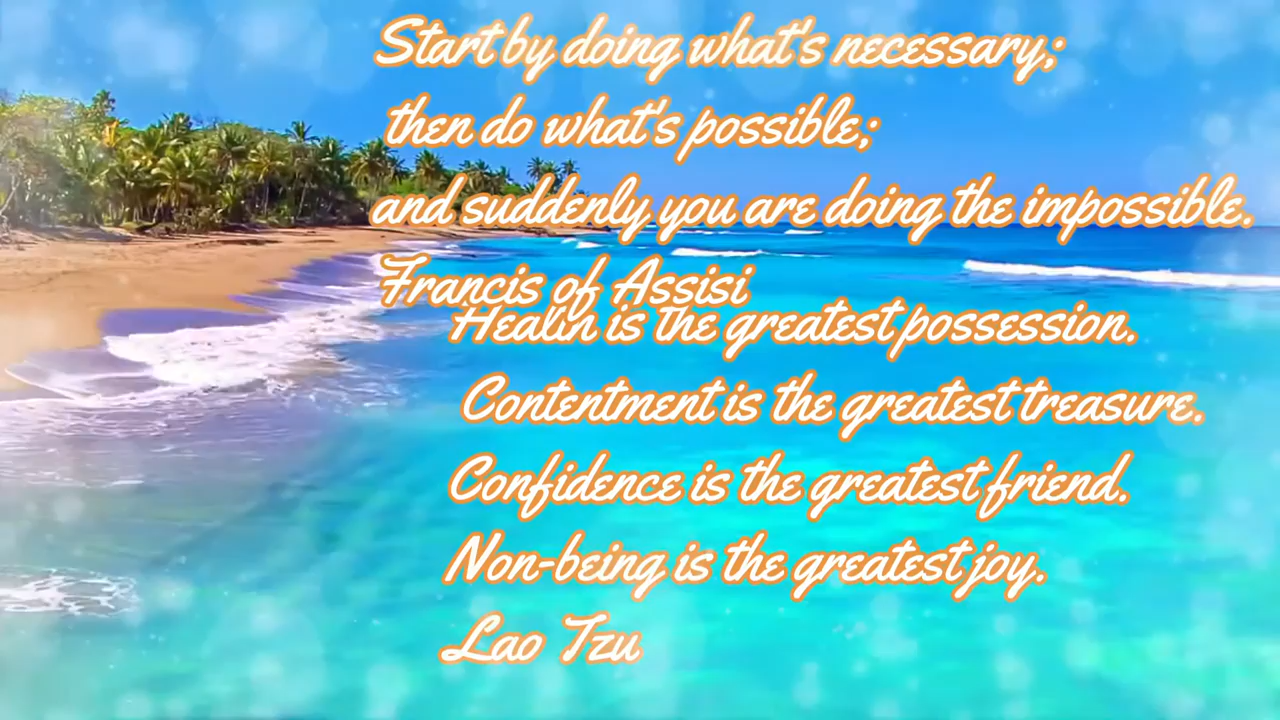 Start by doing what's necessary;
then do what's possible;
and suddenly you are doing the impossible.
Francis of Assisi
Health is the greatest possession.
Contentment is the greatest treasure.
Confidence is the greatest friend.
Non-being is the greatest joy.
Lao Tzu